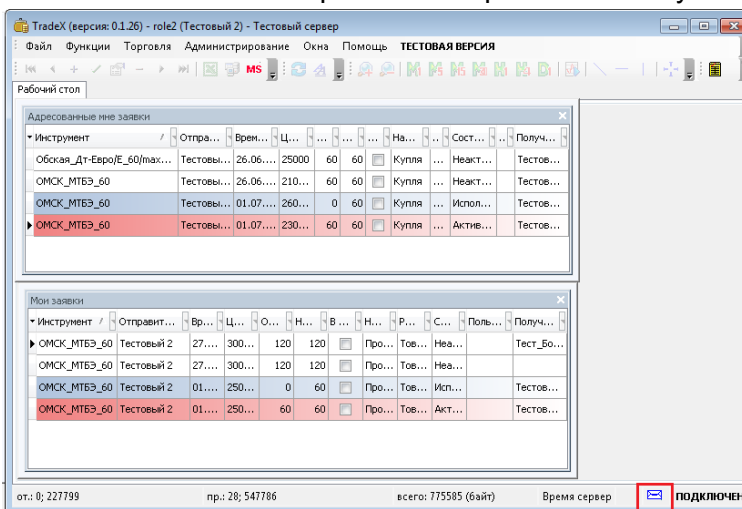 TradeX (версия: 0.1.26) - role2 (Тестовый 2) - Тестовый сервер
Файл Функции Торговля Администрирование Окна Помощь ТЕСТОВАЯ ВЕРСИЯ
MS
Рабочий стол
Адресованные мне заявки
Инструмент / Отпра... Врем... Ц... ... ... ... На... .. Сост... .. Получ...
Обская_Дт-Евро/Е_60/max... Тестовы... 26.06.... 25000 60 60 Купля ... Неакт... Тестов...
ОМСК_МТБЭ_60 Тестовы... 26.06.... 210... 60 60 Купля ... Неакт... Тестов...
ОМСК_МТБЭ_60 Тестовы... 01.07.... 260... 0 60 Купля ... Испол... Тестов...
ОМСК_МТБЭ_60 Тестовы... 01.07.... 230... 60 60 Купля ... Актив... Тестов...
Мои заявки
Инструмент / Отправит... Вр... Ц... О... Н... В ... Н... Р... С... Поль... Получ...
ОМСК_МТБЭ_60 Тестовый 2 27.... 300... 120 120 Про... Тов... Неа... Тест_Бо...
ОМСК_МТБЭ_60 Тестовый 2 27.... 300... 120 120 Про... Тов... Неа...
ОМСК_МТБЭ_60 Тестовый 2 01.... 250... 0 60 Про... Тов... Исп... Тестов...
ОМСК_МТБЭ_60 Тестовый 2 01.... 250... 60 60 Про... Тов... Акт... Тестов...
от.: 0; 227799 пр.: 28; 547786 всего: 775585 (байт) Время сервер ПОДКЛЮЧЕН